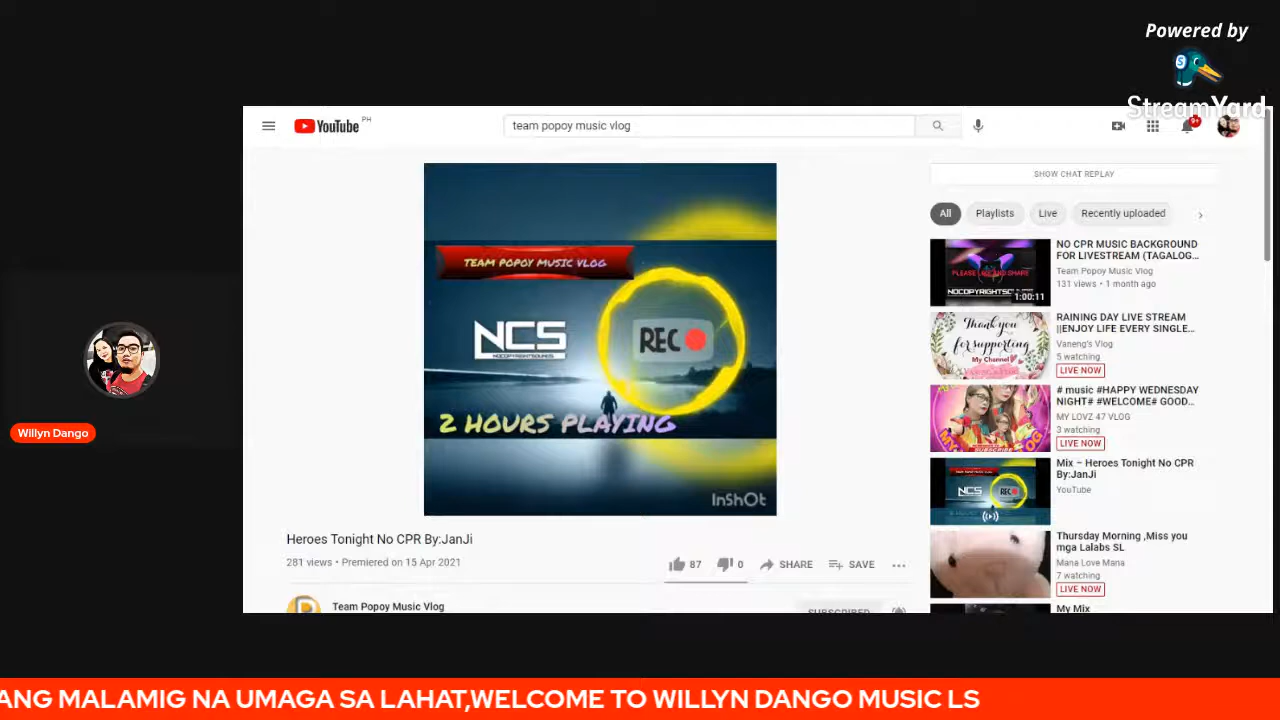 Powered by
StreamYard
YouTube PH
team popoy music vlog
9+
SHOW CHAT REPLAY
All
Playlists
Live
Recently uploaded
TEAM POPOY MUSIC VLOG
NCS
NOCOPYRIGHTSOUNDS
REC
2 HOURS PLAYING
InShOt
Heroes Tonight No CPR By:JanJi
281 views • Premiered on 15 Apr 2021
87
0
SHARE
SAVE
Team Popoy Music Vlog
SUBSCRIBED
NO CPR MUSIC BACKGROUND
FOR LIVESTREAM (TAGALOG...
Team Popoy Music Vlog
131 views • 1 month ago
PLEASE LIKE AND SHARE
1:00:11
RAINING DAY LIVE STREAM
||ENJOY LIFE EVERY SINGLE...
Vaneng's Vlog
5 watching
LIVE NOW
Thank you
for supporting
My Channel
# music #HAPPY WEDNESDAY
NIGHT# #WELCOME# GOOD...
MY LOVZ 47 VLOG
3 watching
LIVE NOW
Mix – Heroes Tonight No CPR
By:JanJi
YouTube
NCS
REC
Thursday Morning ,Miss you
mga Lalabs SL
Mana Love Mana
7 watching
LIVE NOW
My Mix
Willyn Dango
ANG MALAMIG NA UMAGA SA LAHAT,WELCOME TO WILLYN DANGO MUSIC LS